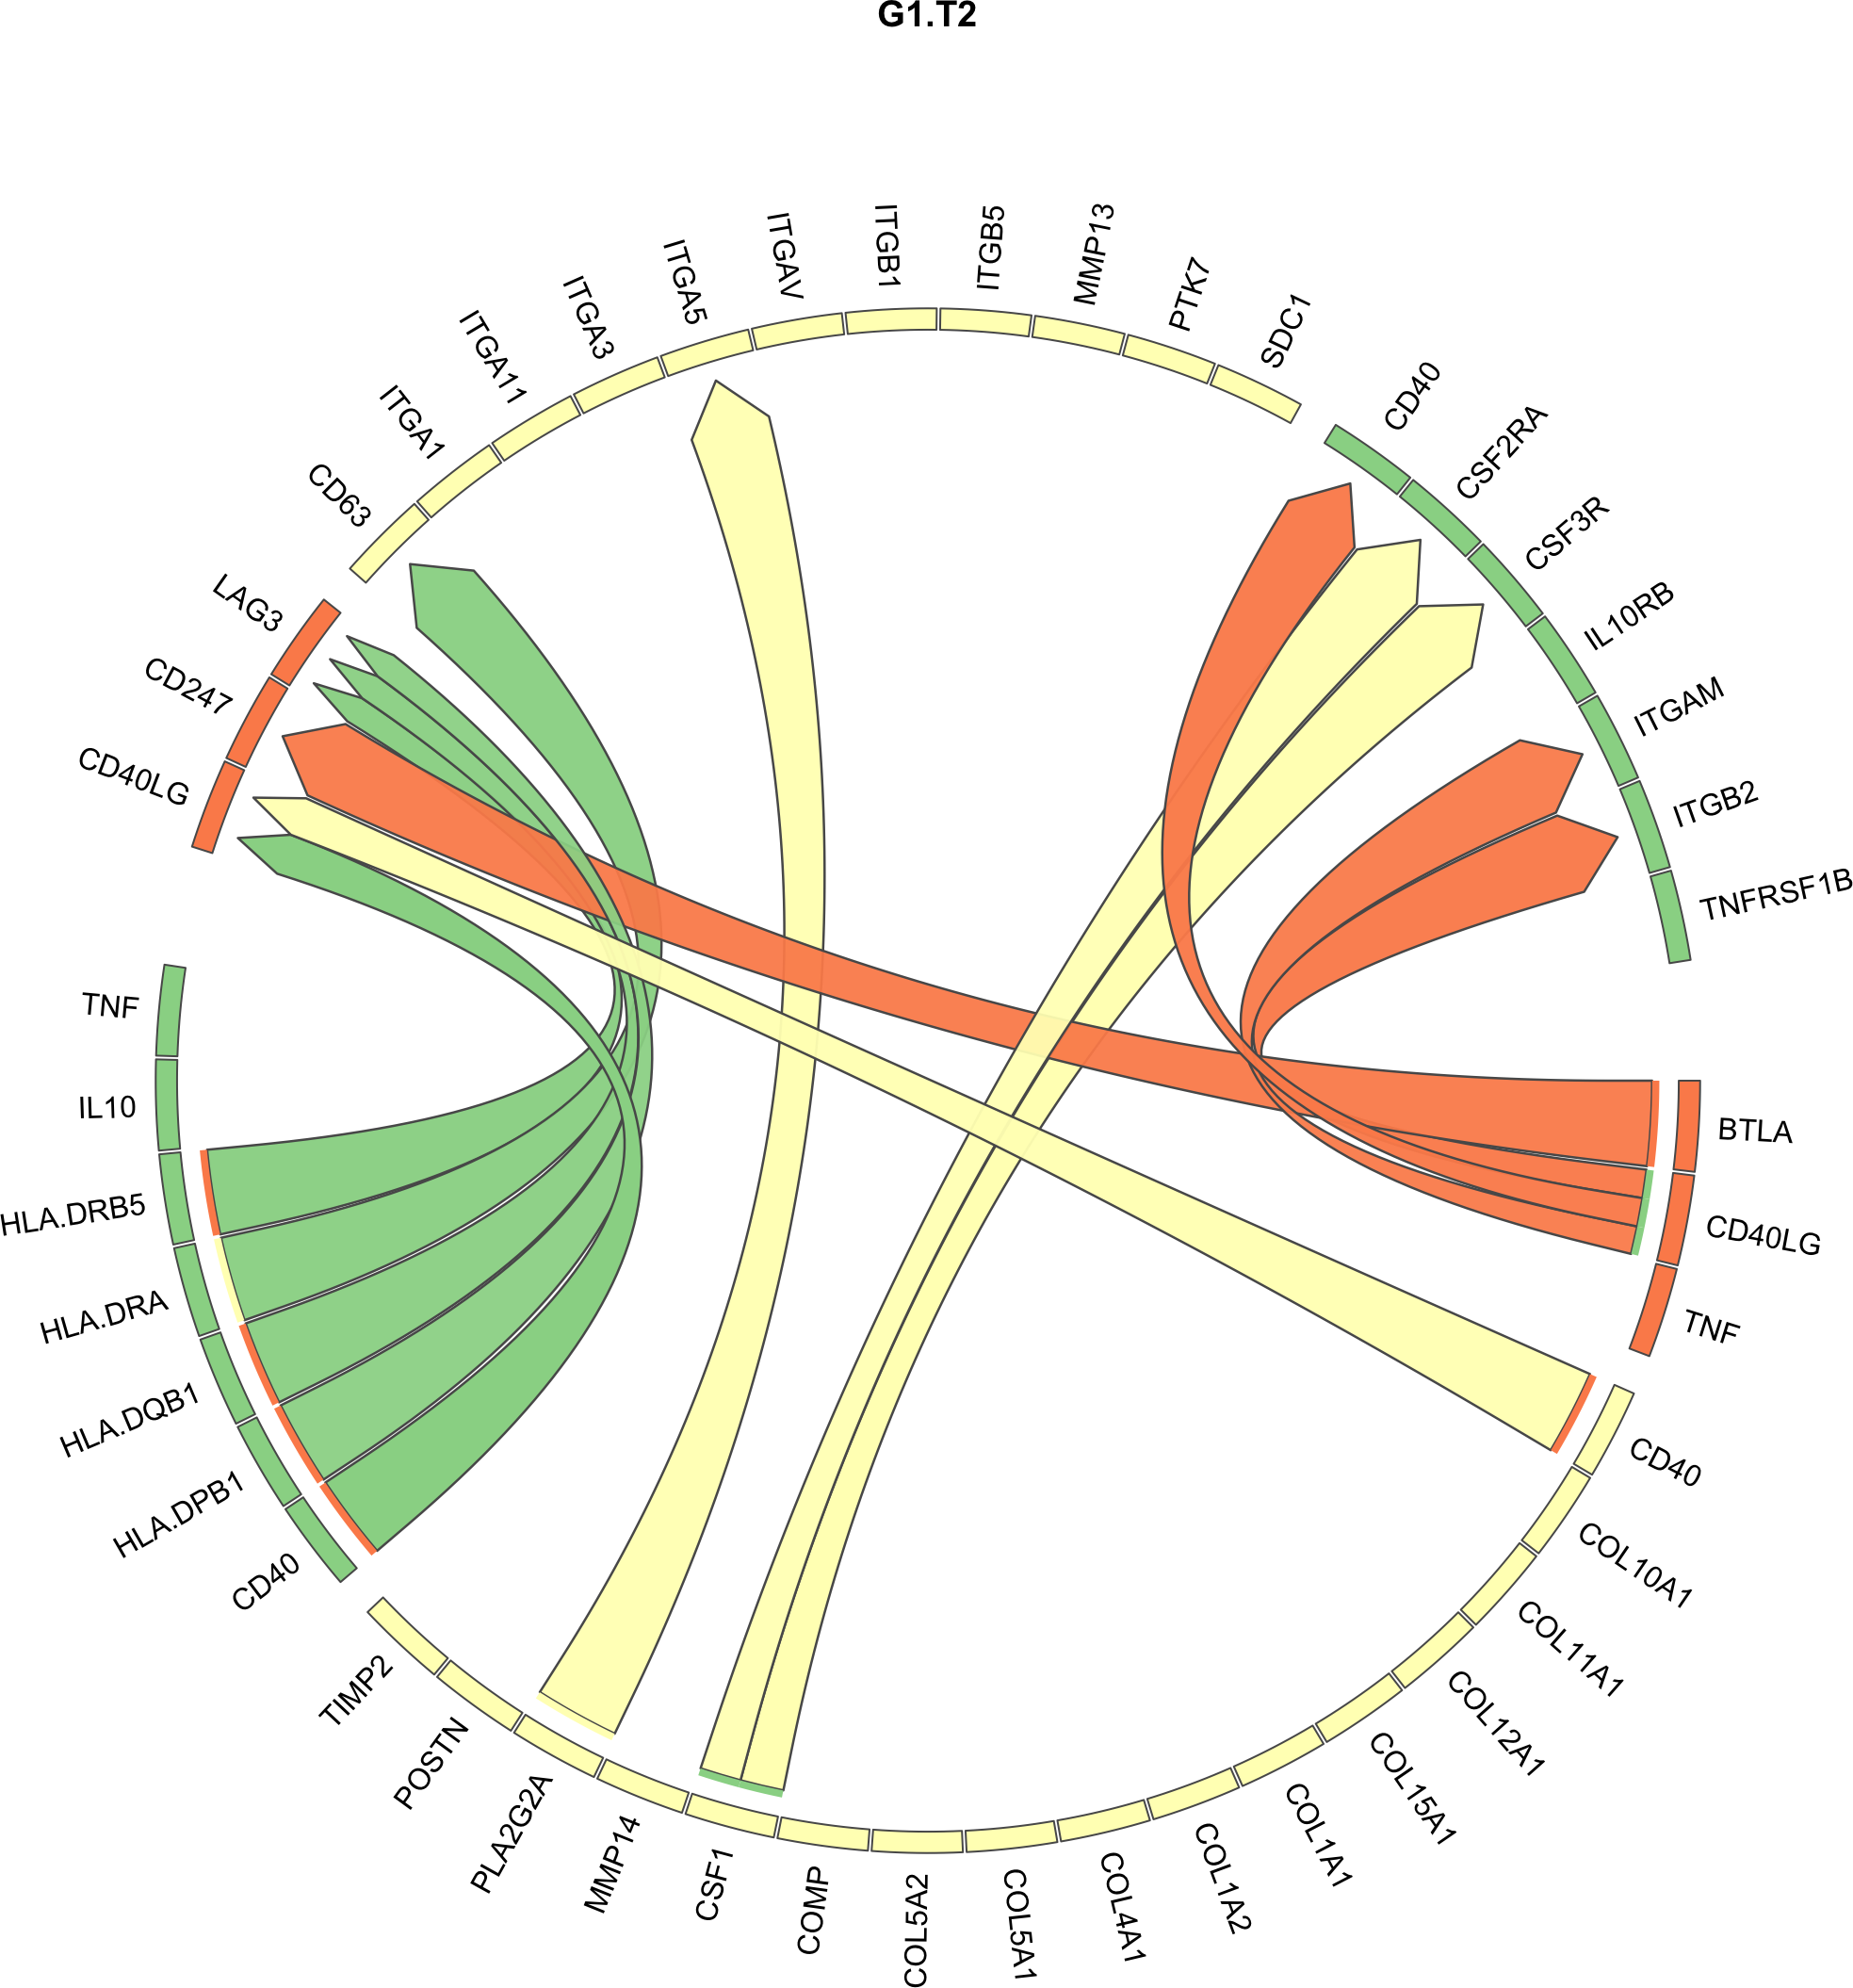 G1.T2
ITGB1
ITGB5
MMP13
PTK7
SDC1
CD40
CSF2RA
CSF3R
IL10RB
ITGAM
ITGB2
TNFRSF1B
BTLA
CD40LG
TNF
CD40
COL10A1
COL11A1
COL12A1
COL15A1
COL1A1
COL1A2
COL4A1
COL5A1
COL5A2
COMP
CSF1
MMP14
PLA2G2A
POSTN
TIMP2
CD40
HLA.DPB1
HLA.DQB1
HLA.DRA
HLA.DRB5
IL10
TNF
CD40LG
CD247
LAG3
CD63
ITGA1
ITGA11
ITGA3
ITGA5
ITGAV